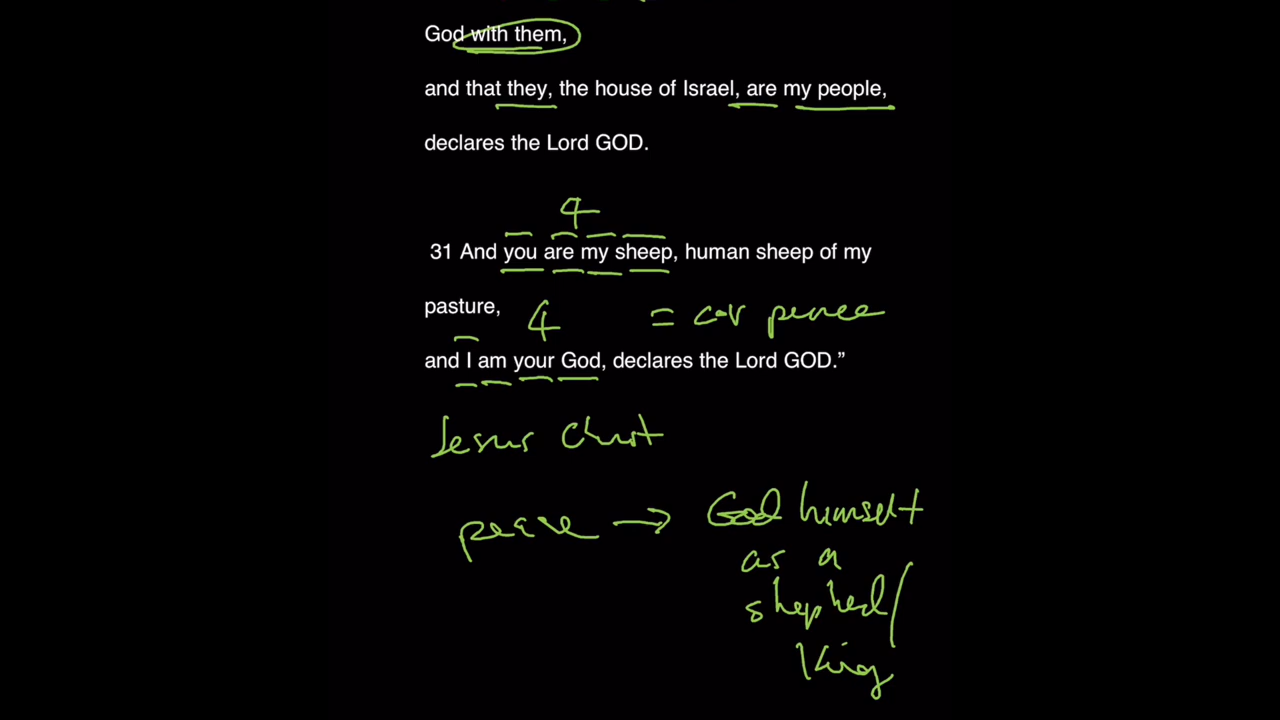 God with them,
and that they, the house of Israel, are my people,
declares the Lord GOD.
4
31 And you are my sheep, human sheep of my
pasture,
4 = cov peace
and I am your God, declares the Lord GOD.”
Jesus Christ
peace → God himself
as a
shepherd/
King